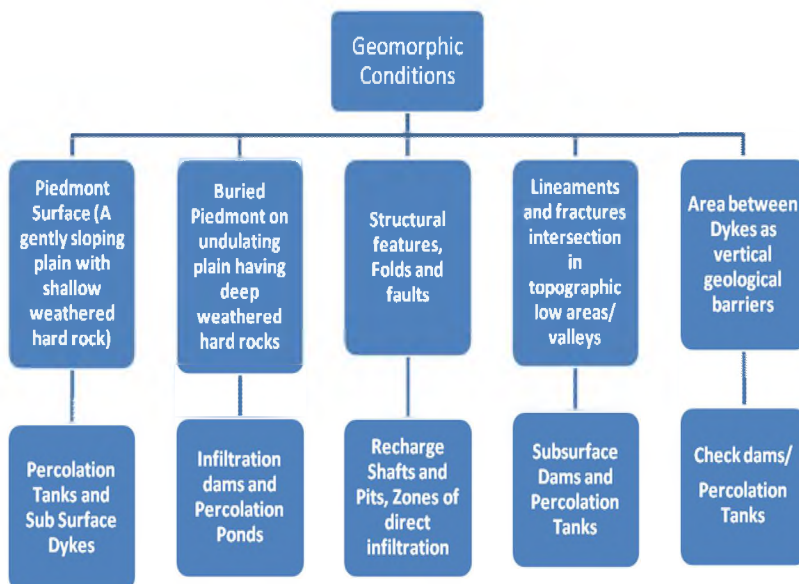 Geomorphic
Conditions
Piedmont
Surface (A
gently sloping
plain with
shallow
weathered
hard rock)
Buried
Piedmont on
undulating
plain having
deep
weathered
hard rocks
Structural
features,
Folds and
faults
Lineaments
and fractures
intersection
in
topographic
low areas/
valleys
Area between
Dykes as
vertical
geological
barriers
Percolation
Tanks and
Sub Surface
Dykes
Infiltration
dams and
Percolation
Ponds
Recharge
Shafts and
Pits, Zones of
direct
infiltration
Subsurface
Dams and
Percolation
Tanks
Check dams/
Percolation
Tanks